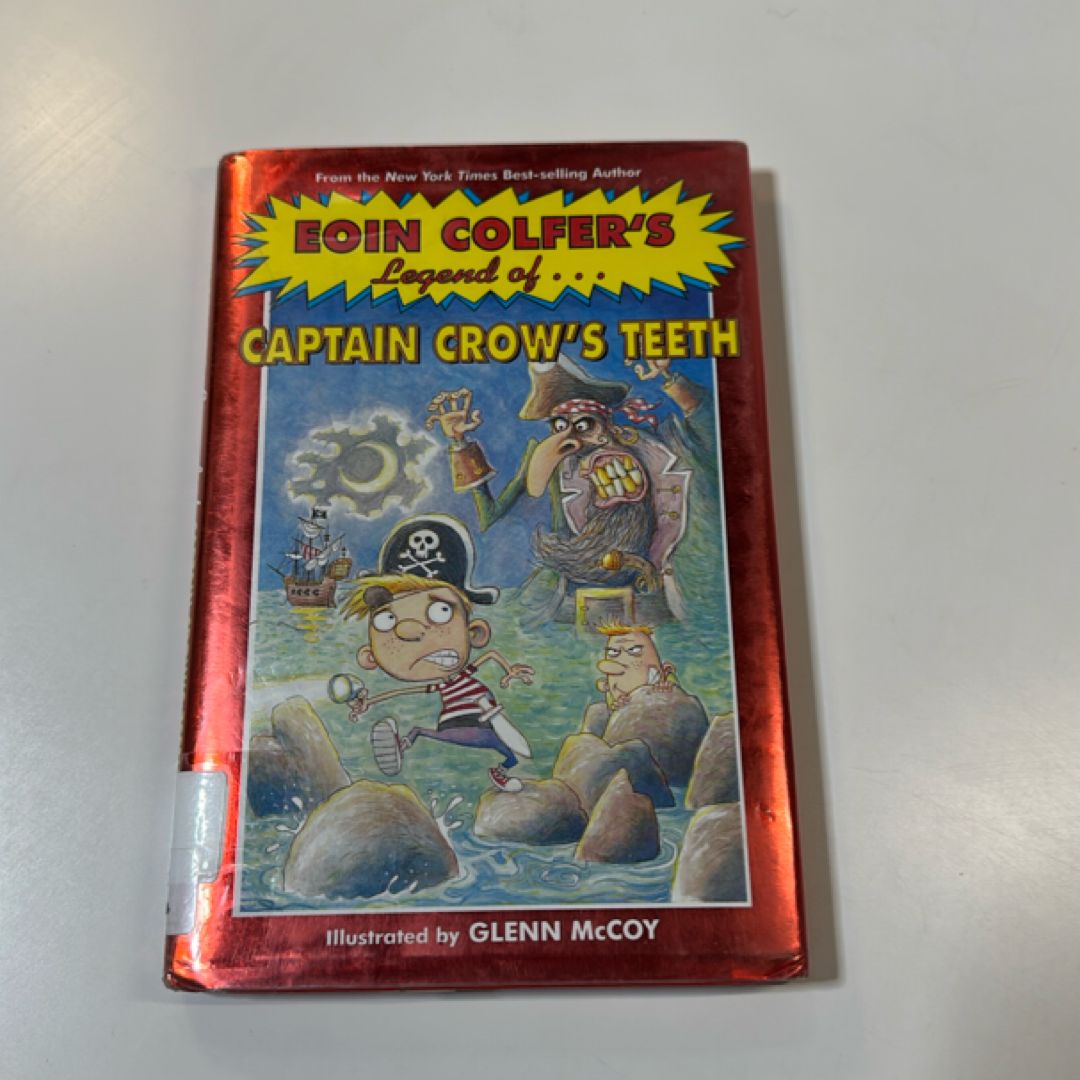 From the New York Times Best-selling Author
EOIN COLFER'S
Legend of . . .
CAPTAIN CROW'S TEETH
Illustrated by GLENN McCOY